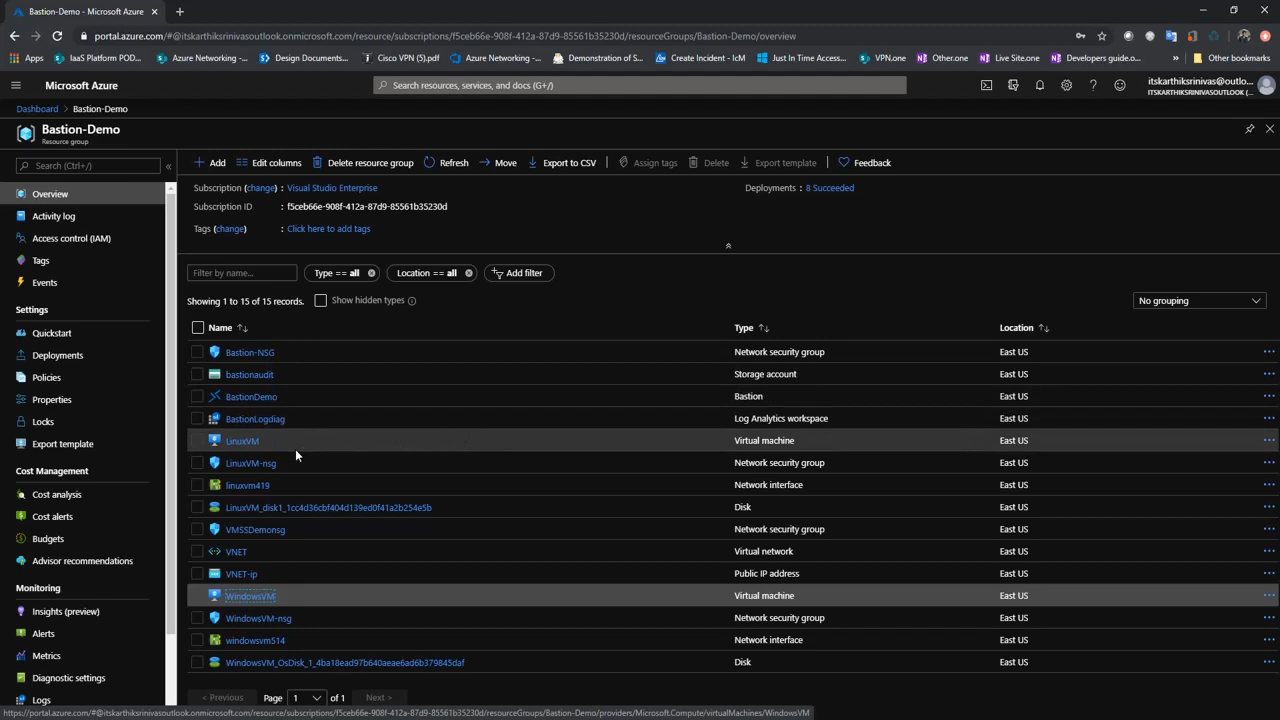 Bastion-Demo - Microsoft Azure
portal.azure.com/#@itskarthiksrinivasoutlook.onmicrosoft.com/resource/subscriptions/f5ceb66e-908f-412a-87d9-85561b35230d/resourceGroups/Bastion-Demo/overview
Apps IaaS Platform POD... Azure Networking -... Design Documents... Cisco VPN (5).pdf Azure Networking -... Demonstration of S... Create Incident - IcM Just In Time Access... VPN.one Other.one Live Site.one Developers guide.o... Other bookmarks
Microsoft Azure
Search resources, services, and docs (G+/)
itskarthiksrinivas@outlo...
ITSKARTHIKSRINIVASOUTLOOK (...
Dashboard > Bastion-Demo
Bastion-Demo
Resource group
Search (Ctrl+/)
Overview
Activity log
Access control (IAM)
Tags
Events
Settings
Quickstart
Deployments
Policies
Properties
Locks
Export template
Cost Management
Cost analysis
Cost alerts
Budgets
Advisor recommendations
Monitoring
Insights (preview)
Alerts
Metrics
Diagnostic settings
Logs
Add Edit columns Delete resource group Refresh Move Export to CSV Assign tags Delete Export template Feedback
Subscription (change) : Visual Studio Enterprise Deployments : 8 Succeeded
Subscription ID : f5ceb66e-908f-412a-87d9-85561b35230d
Tags (change) : Click here to add tags
Filter by name... Type == all Location == all Add filter
Showing 1 to 15 of 15 records. Show hidden types No grouping
Name Type Location
Bastion-NSG Network security group East US
bastionaudit Storage account East US
BastionDemo Bastion East US
BastionLogdiag Log Analytics workspace East US
LinuxVM Virtual machine East US
LinuxVM-nsg Network security group East US
linuxvm419 Network interface East US
LinuxVM_disk1_1cc4d36cbf404d139ed0f41a2b254e5b Disk East US
VMSSDemonsg Network security group East US
VNET Virtual network East US
VNET-ip Public IP address East US
WindowsVM Virtual machine East US
WindowsVM-nsg Network security group East US
windowsvm514 Network interface East US
WindowsVM_OsDisk_1_4ba18ead97b640aeae6ad6b379845daf Disk East US
< Previous Page 1 of 1 Next >
https://portal.azure.com/#@itskarthiksrinivasoutlook.onmicrosoft.com/resource/subscriptions/f5ceb66e-908f-412a-87d9-85561b35230d/resourceGroups/Bastion-Demo/providers/Microsoft.Compute/virtualMachines/WindowsVM